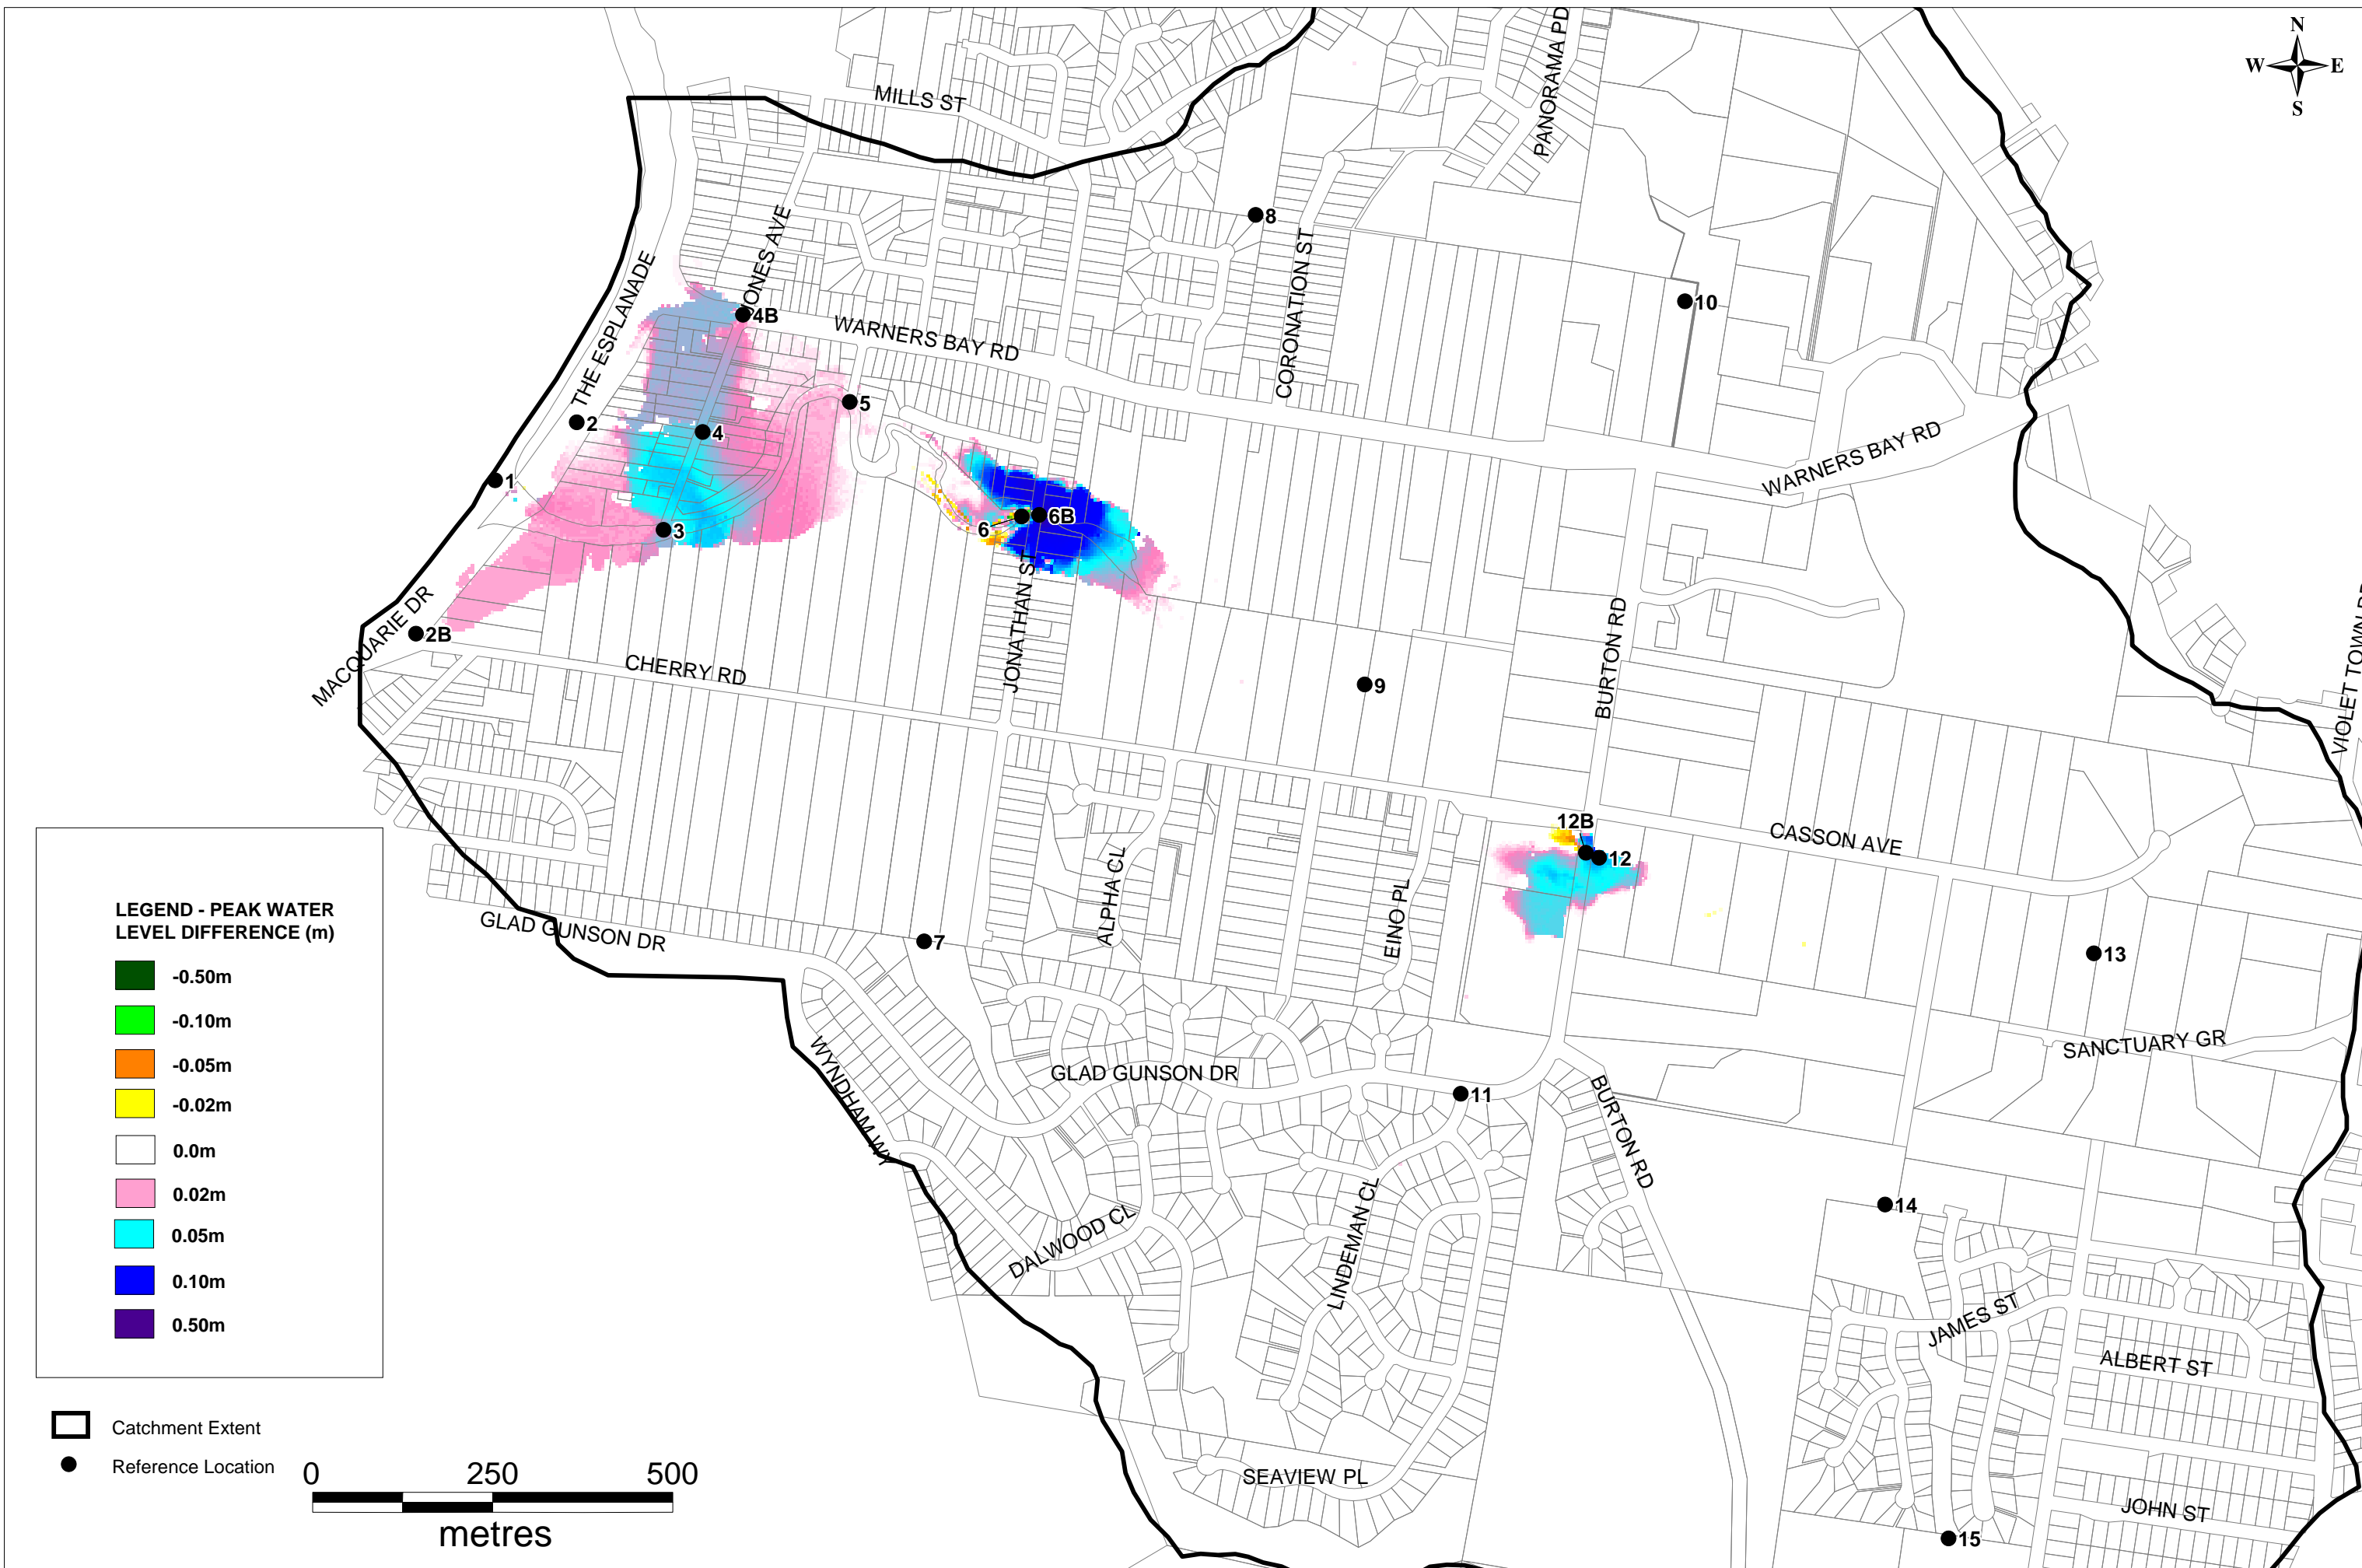 N
W
E
S
PANORAMA PD
MILLS ST
8
JONES AVE
CORONATION ST
10
THE ESPLANADE
4B
WARNERS BAY RD
5
2
4
WARNERS BAY RD
1
6
6B
3
JONATHAN ST
BURTON RD
2B
MACQUARIE DR
CHERRY RD
9
12B
CASSON AVE
12
ALPHA CL
EINO PL
LEGEND - PEAK WATER
LEVEL DIFFERENCE (m)
-0.50m
-0.10m
-0.05m
-0.02m
0.0m
0.02m
0.05m
0.10m
0.50m
GLAD GUNSON DR
7
13
SANCTUARY GR
WYNDHAM WY
GLAD GUNSON DR
11
BURTON RD
14
DALWOOD CL
LINDEMAN CL
JAMES ST
ALBERT ST
Catchment Extent
Reference Location
0 250 500
metres
SEAVIEW PL
JOHN ST
15
VIOLET TOWN